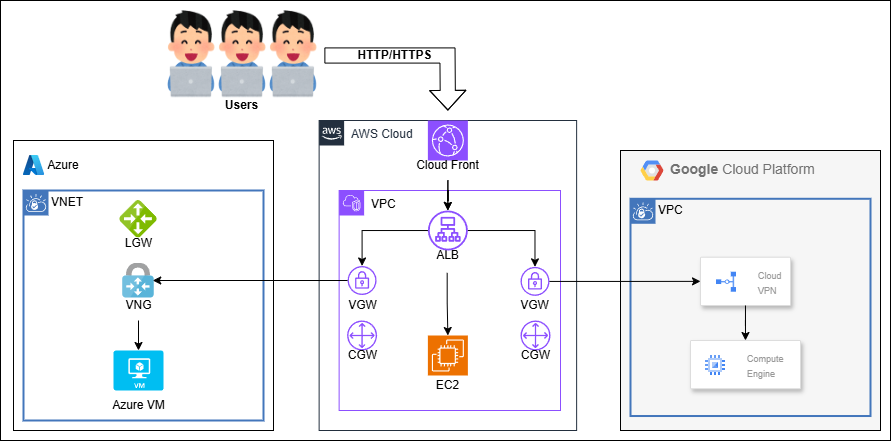 Users
HTTP/HTTPS
aws
AWS Cloud
Cloud Front
Azure
VNET
LGW
VNG
VM
Azure VM
VPC
ALB
VGW
CGW
VGW
CGW
EC2
Google Cloud Platform
VPC
Cloud
VPN
Compute
Engine